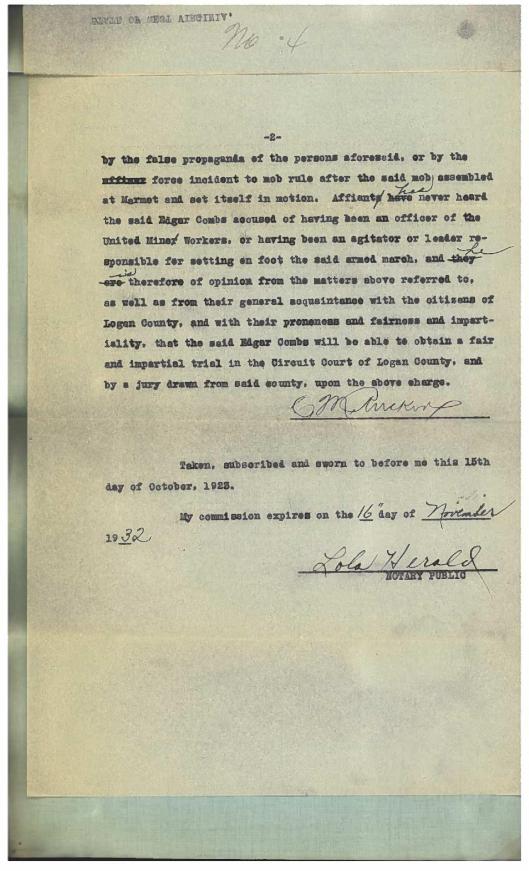 No 4
-2-
by the false propaganda of the persons aforesaid, or by the
force incident to mob rule after the said mob assembled
at Marmet and set itself in motion. Affiant has never heard
the said Edgar Combs accused of having been an officer of the
United Mine Workers, or having been an agitator or leader re-
sponsible for setting on foot the said armed march, and he
is therefore of opinion from the matters above referred to,
as well as from their general acquaintance with the citizens of
Logan County, and with their proneness and fairness and impart-
iality, that the said Edgar Combs will be able to obtain a fair
and impartial trial in the Circuit Court of Logan County, and
by a jury drawn from said county, upon the above charge.
C M
Taken, subscribed and sworn to before me this 15th
day of October, 1923.
My commission expires on the 16" day of November
1932
Lola Herald
NOTARY PUBLIC